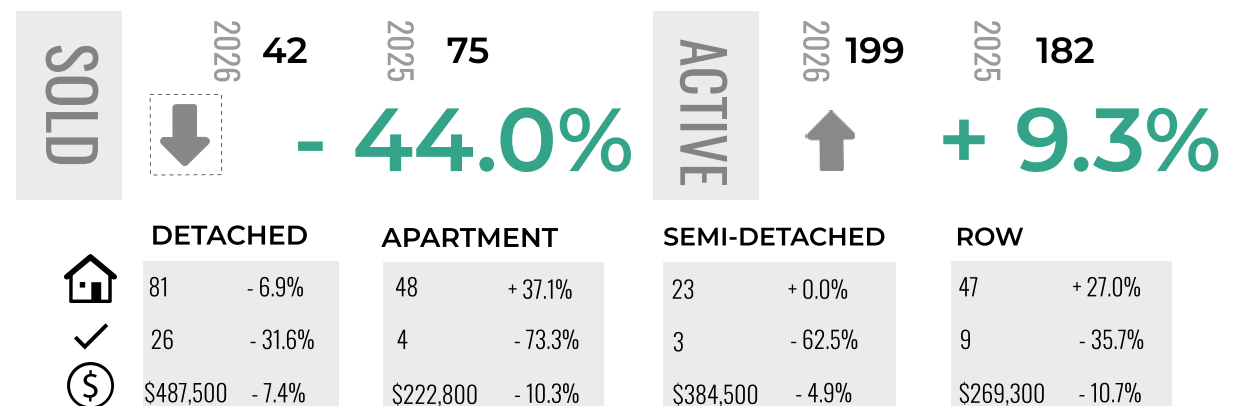 SOLD
2026 42 2025 75
- 44.0%
ACTIVE
2026 199 2025 182
+ 9.3%
DETACHED APARTMENT SEMI-DETACHED ROW
81 - 6.9% 48 + 37.1% 23 + 0.0% 47 + 27.0%
26 - 31.6% 4 - 73.3% 3 - 62.5% 9 - 35.7%
$ $487,500 - 7.4% $222,800 - 10.3% $384,500 - 4.9% $269,300 - 10.7%